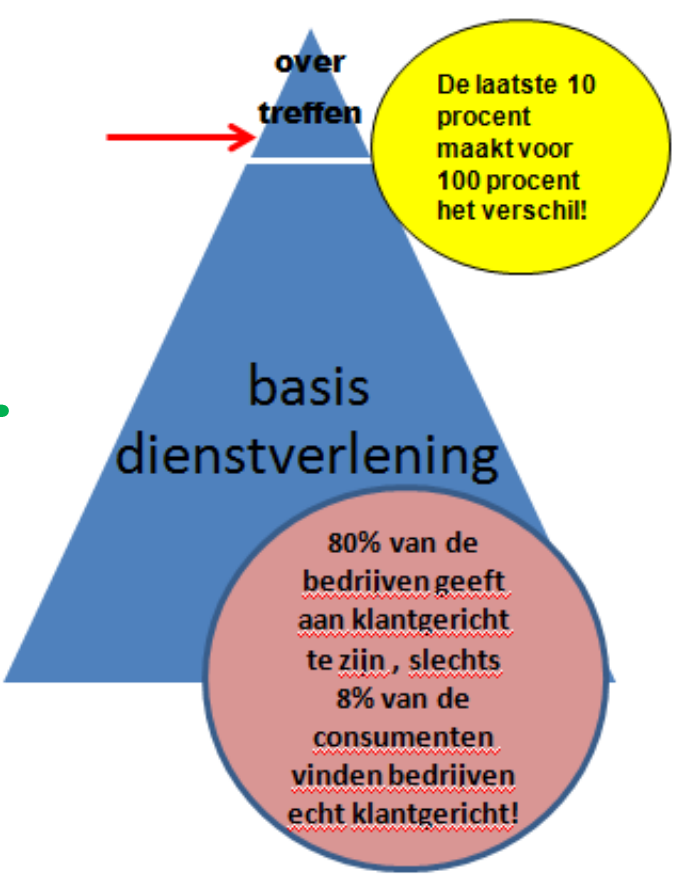 over
treffen
De laatste 10
procent
maakt voor
100 procent
het verschil!
basis
dienstverlening
80% van de
bedrijven geeft
aan klantgericht
te zijn , slechts
8% van de
consumenten
vinden bedrijven
echt klantgericht!